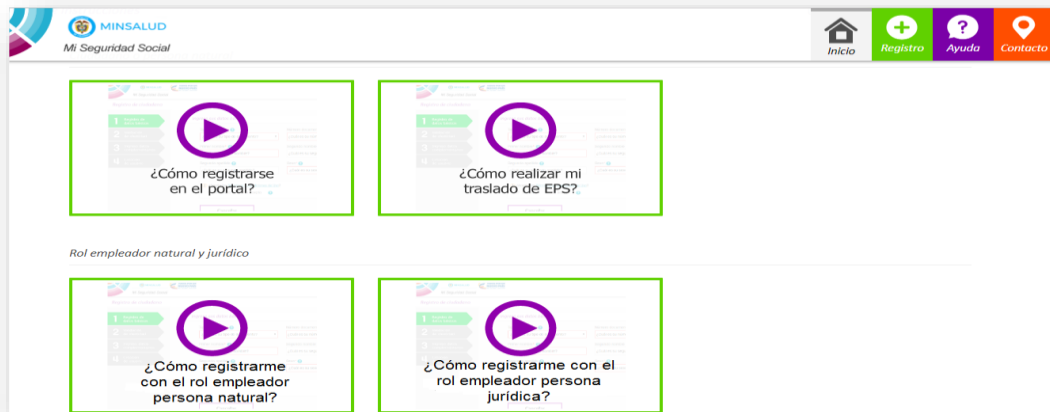 MINSALUD
Mi Seguridad Social
Inicio
Registro
Ayuda
Contacto
¿Cómo registrarse
en el portal?
¿Cómo realizar mi
traslado de EPS?
Rol empleador natural y jurídico
¿Cómo registrarme
con el rol empleador
persona natural?
¿Cómo registrarme con el
rol empleador persona
jurídica?